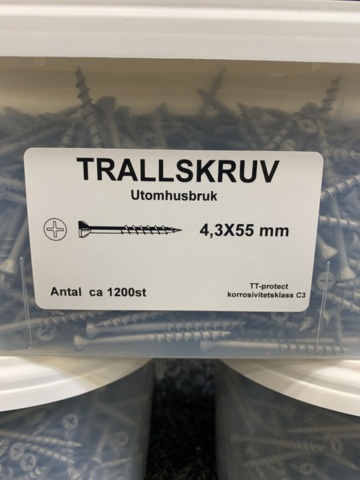 TRALLSKRUV
Utomhusbruk
4,3X55 mm
Antal ca 1200st
TT-protect
korrosivitetsklass C3